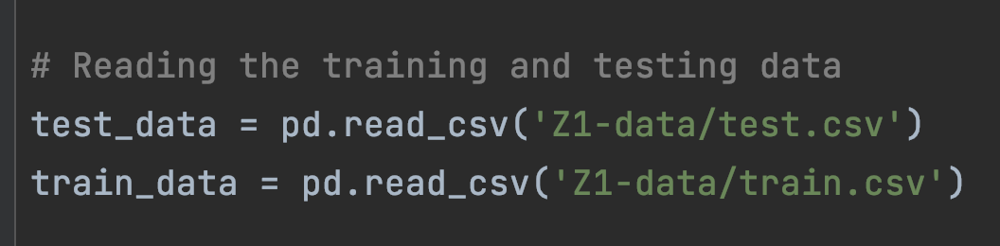 # Reading the training and testing data
test_data = pd.read_csv('Z1-data/test.csv')
train_data = pd.read_csv('Z1-data/train.csv')